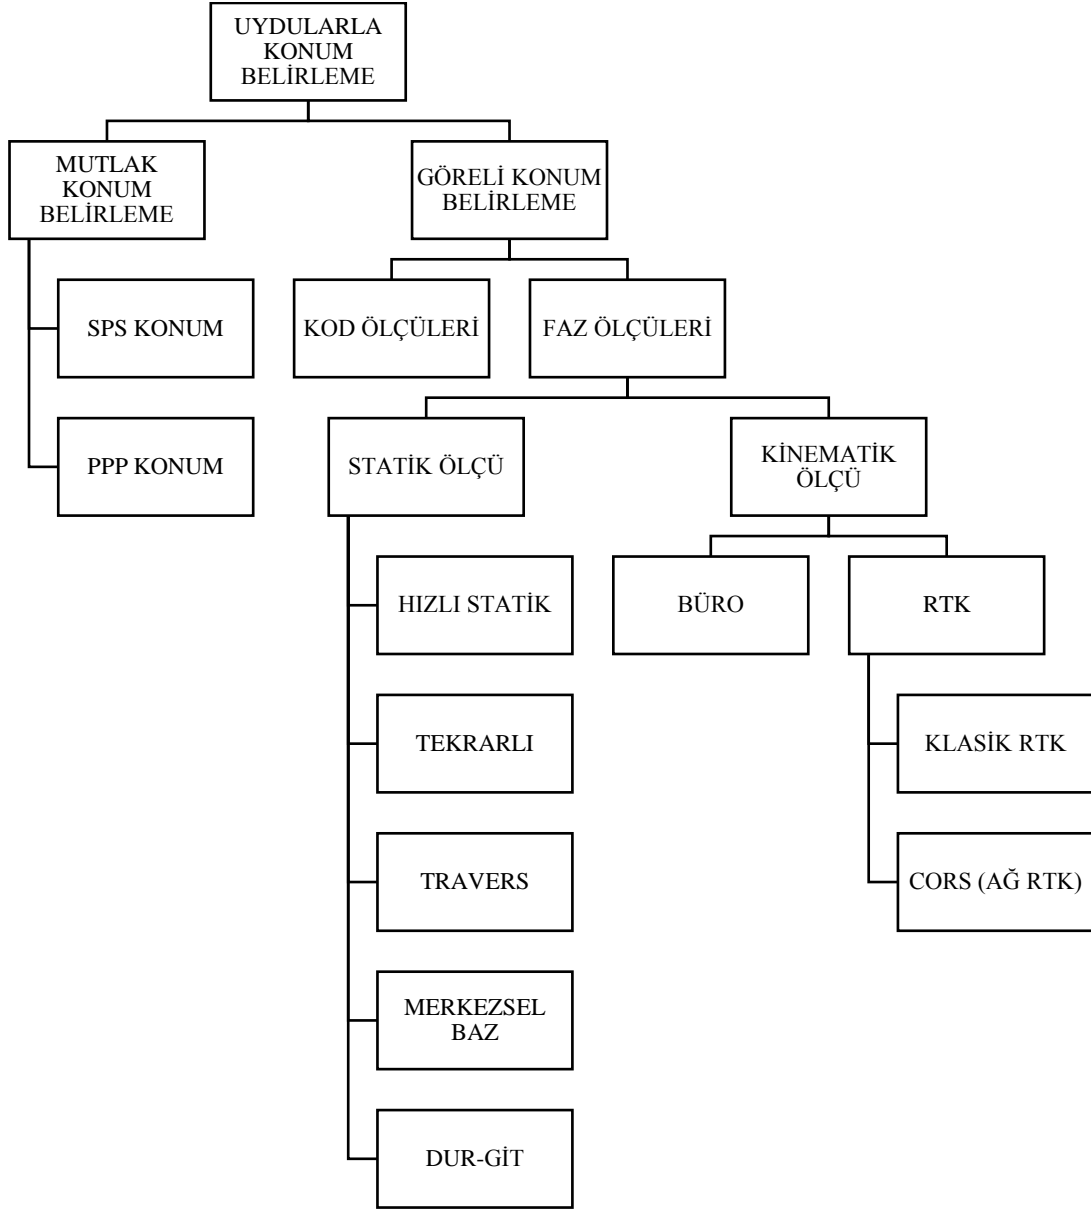 UYDULARLA
KONUM
BELİRLEME
MUTLAK
KONUM
BELİRLEME
GÖRELİ KONUM
BELİRLEME
SPS KONUM
KOD ÖLÇÜLERİ
FAZ ÖLÇÜLERİ
PPP KONUM
STATİK ÖLÇÜ
KİNEMATİK
ÖLÇÜ
HIZLI STATİK
BÜRO
RTK
TEKRARLI
KLASİK RTK
TRAVERS
CORS (AĞ RTK)
MERKEZSEL
BAZ
DUR-GİT